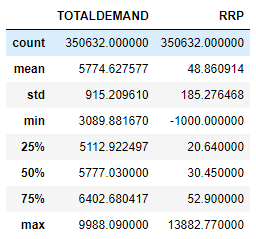 TOTALDEMAND RRP
count 350632.000000 350632.000000
mean 5774.627577 48.860914
std 915.209610 185.276468
min 3089.881670 -1000.000000
25% 5112.922497 20.640000
50% 5777.030000 30.450000
75% 6402.680417 52.900000
max 9988.090000 13882.770000